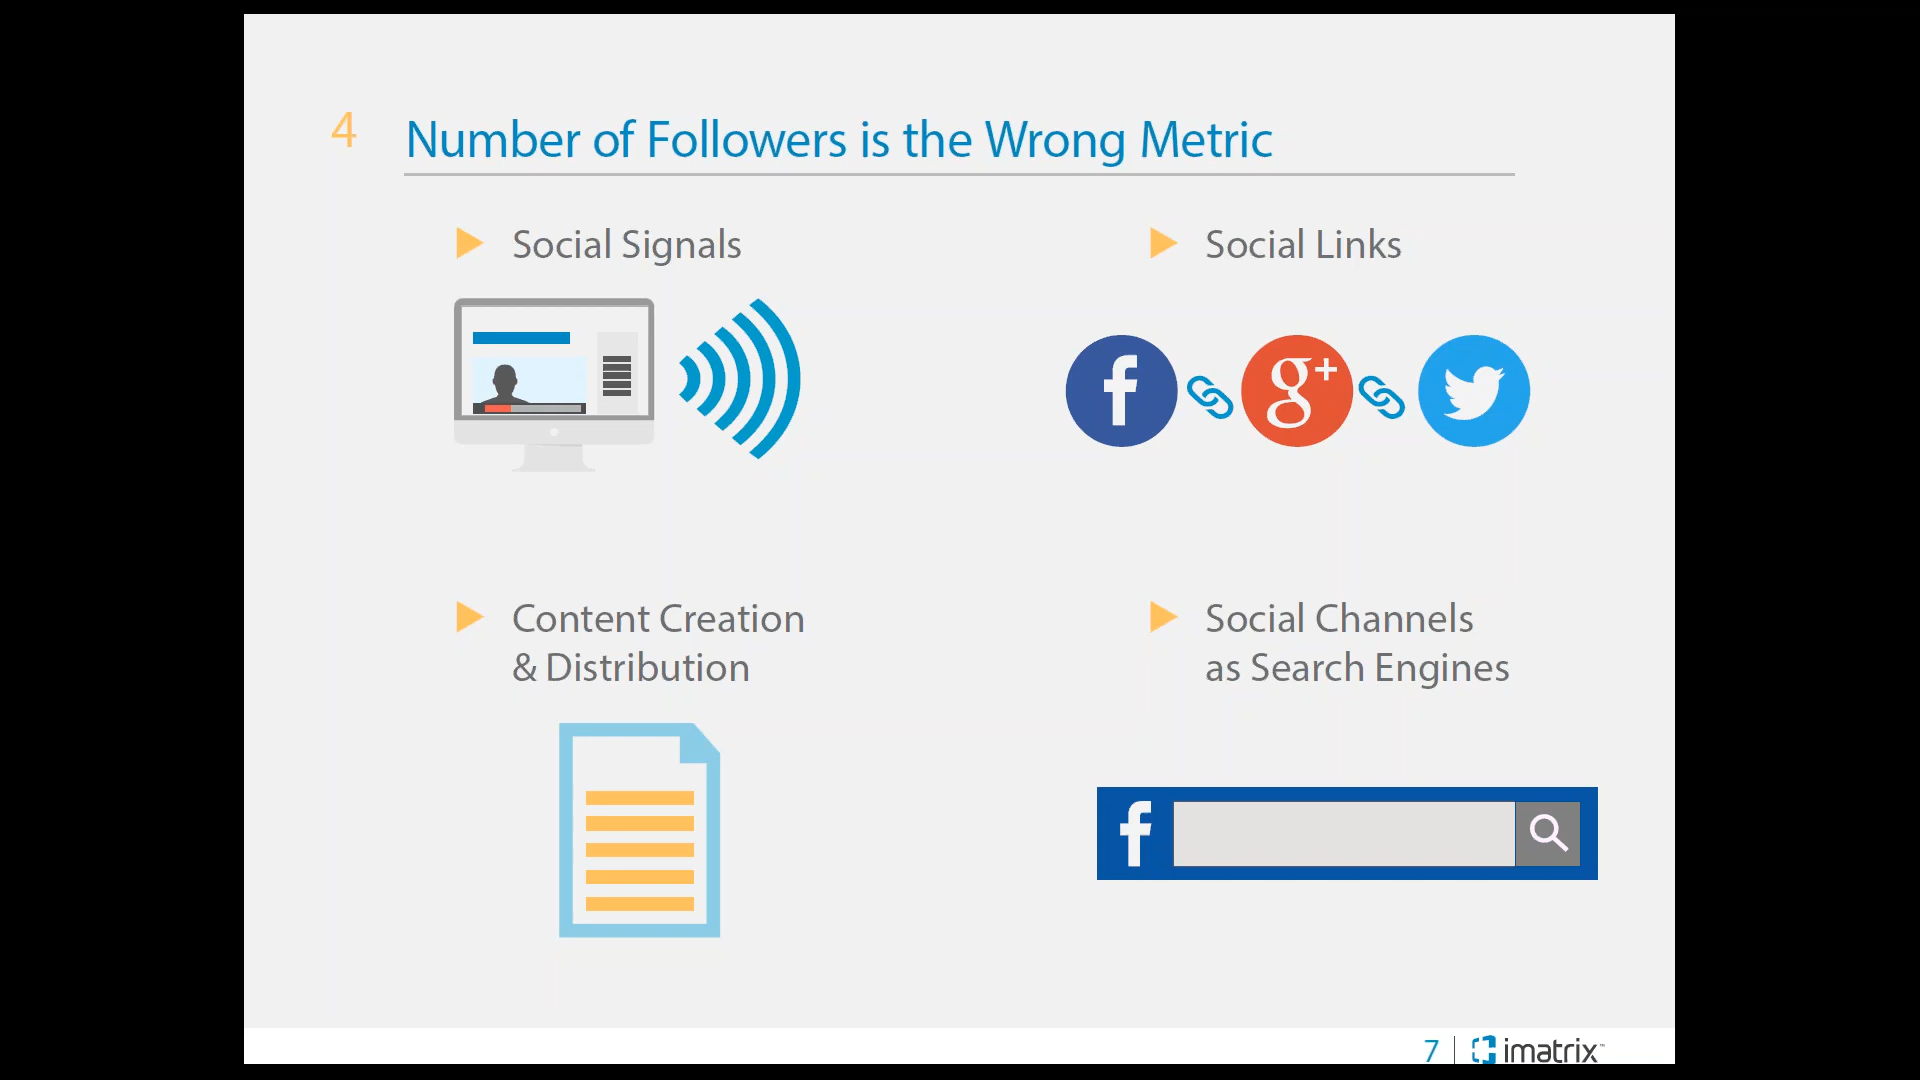 4
Number of Followers is the Wrong Metric
Social Signals
Social Links
f
g+
Content Creation
& Distribution
Social Channels
as Search Engines
f
7
imatrix™